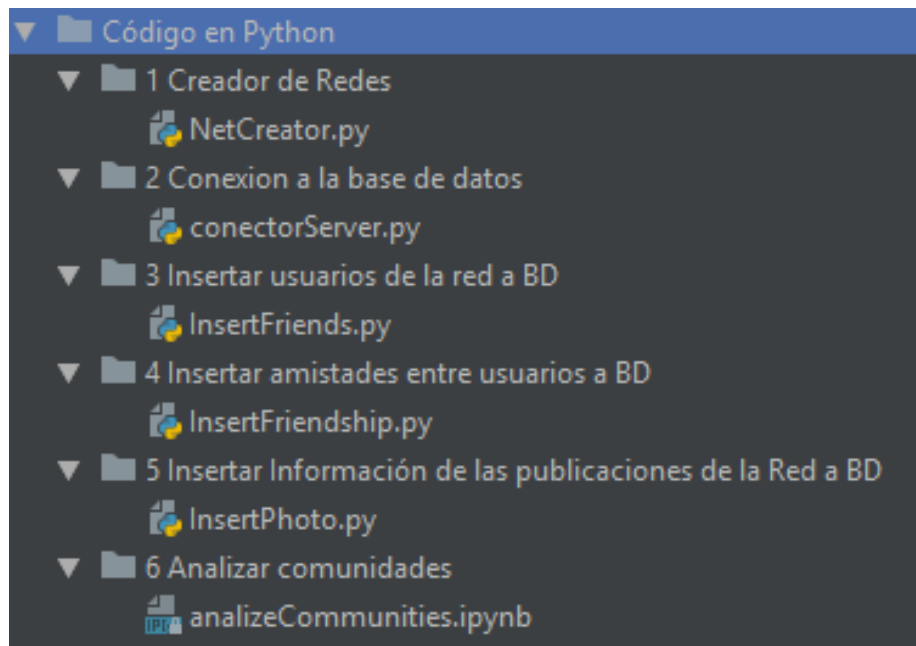 Código en Python
1 Creador de Redes
NetCreator.py
2 Conexion a la base de datos
conectorServer.py
3 Insertar usuarios de la red a BD
InsertFriends.py
4 Insertar amistades entre usuarios a BD
InsertFriendship.py
5 Insertar Información de las publicaciones de la Red a BD
InsertPhoto.py
6 Analizar comunidades
analizeCommunities.ipynb